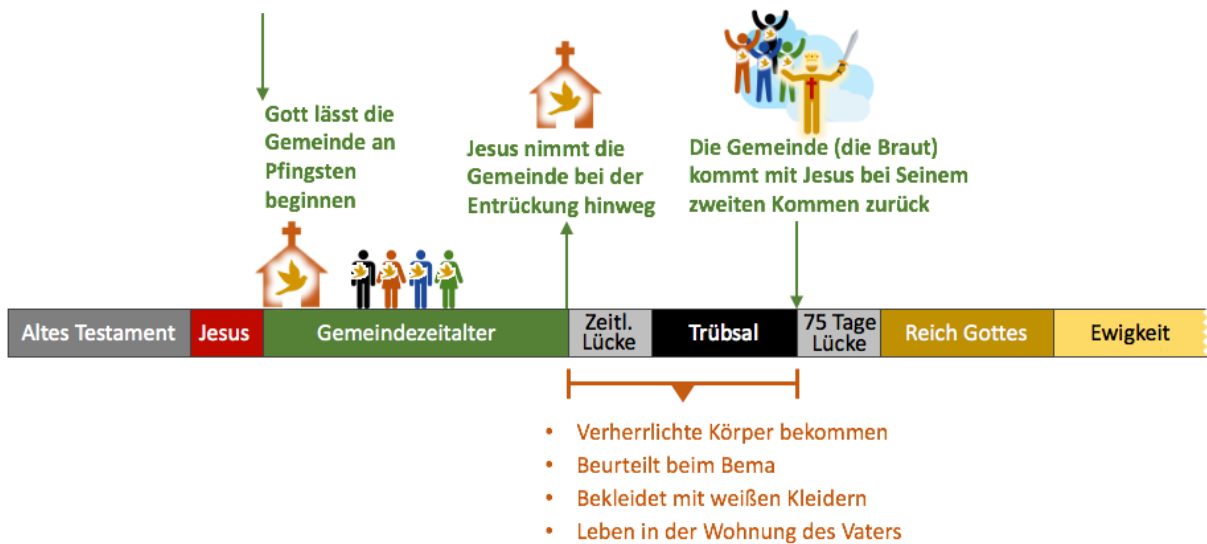 Gott lässt die
Gemeinde an
Pfingsten
beginnen
Jesus nimmt die
Gemeinde bei der
Entrückung hinweg
Die Gemeinde (die Braut)
kommt mit Jesus bei Seinem
zweiten Kommen zurück
Altes Testament
Jesus
Gemeindezeitalter
Zeitl.
Lücke
Trübsal
75 Tage
Lücke
Reich Gottes
Ewigkeit
• Verherrlichte Körper bekommen
• Beurteilt beim Bema
• Bekleidet mit weißen Kleidern
• Leben in der Wohnung des Vaters